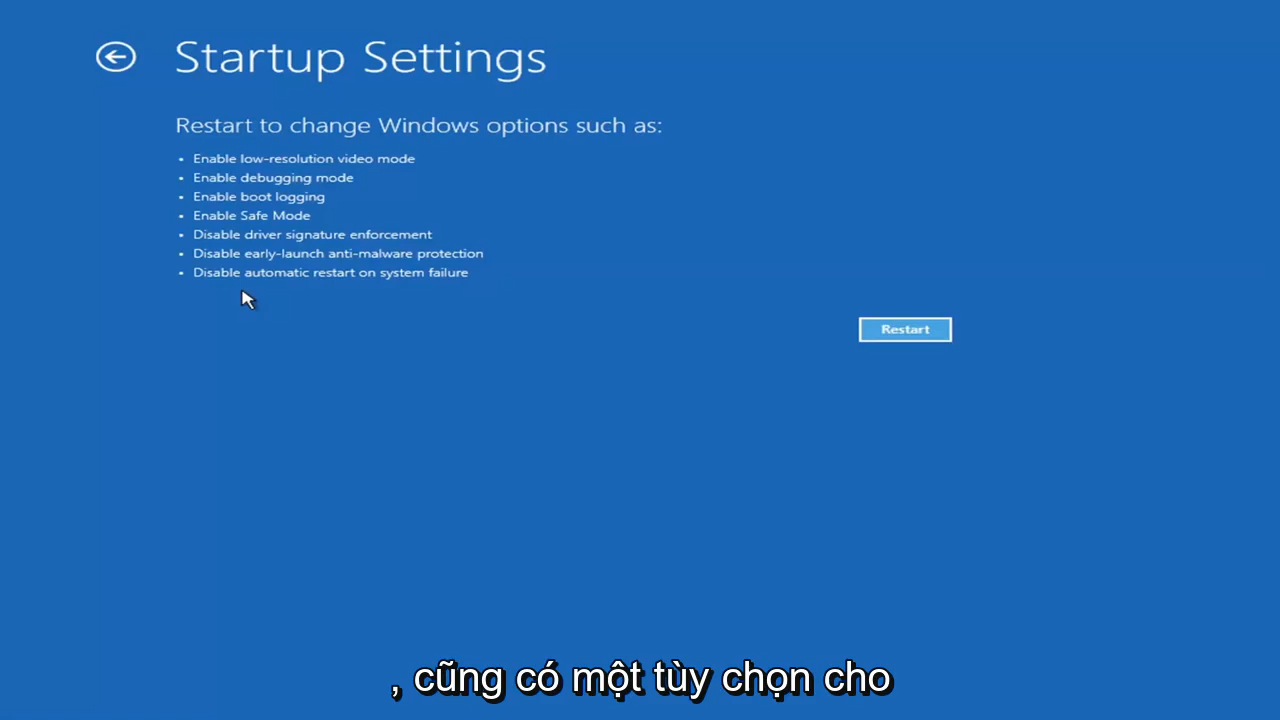 Startup Settings
Restart to change Windows options such as:
• Enable low-resolution video mode
• Enable debugging mode
• Enable boot logging
• Enable Safe Mode
• Disable driver signature enforcement
• Disable early-launch anti-malware protection
• Disable automatic restart on system failure
Restart
, cũng có một tùy chọn cho